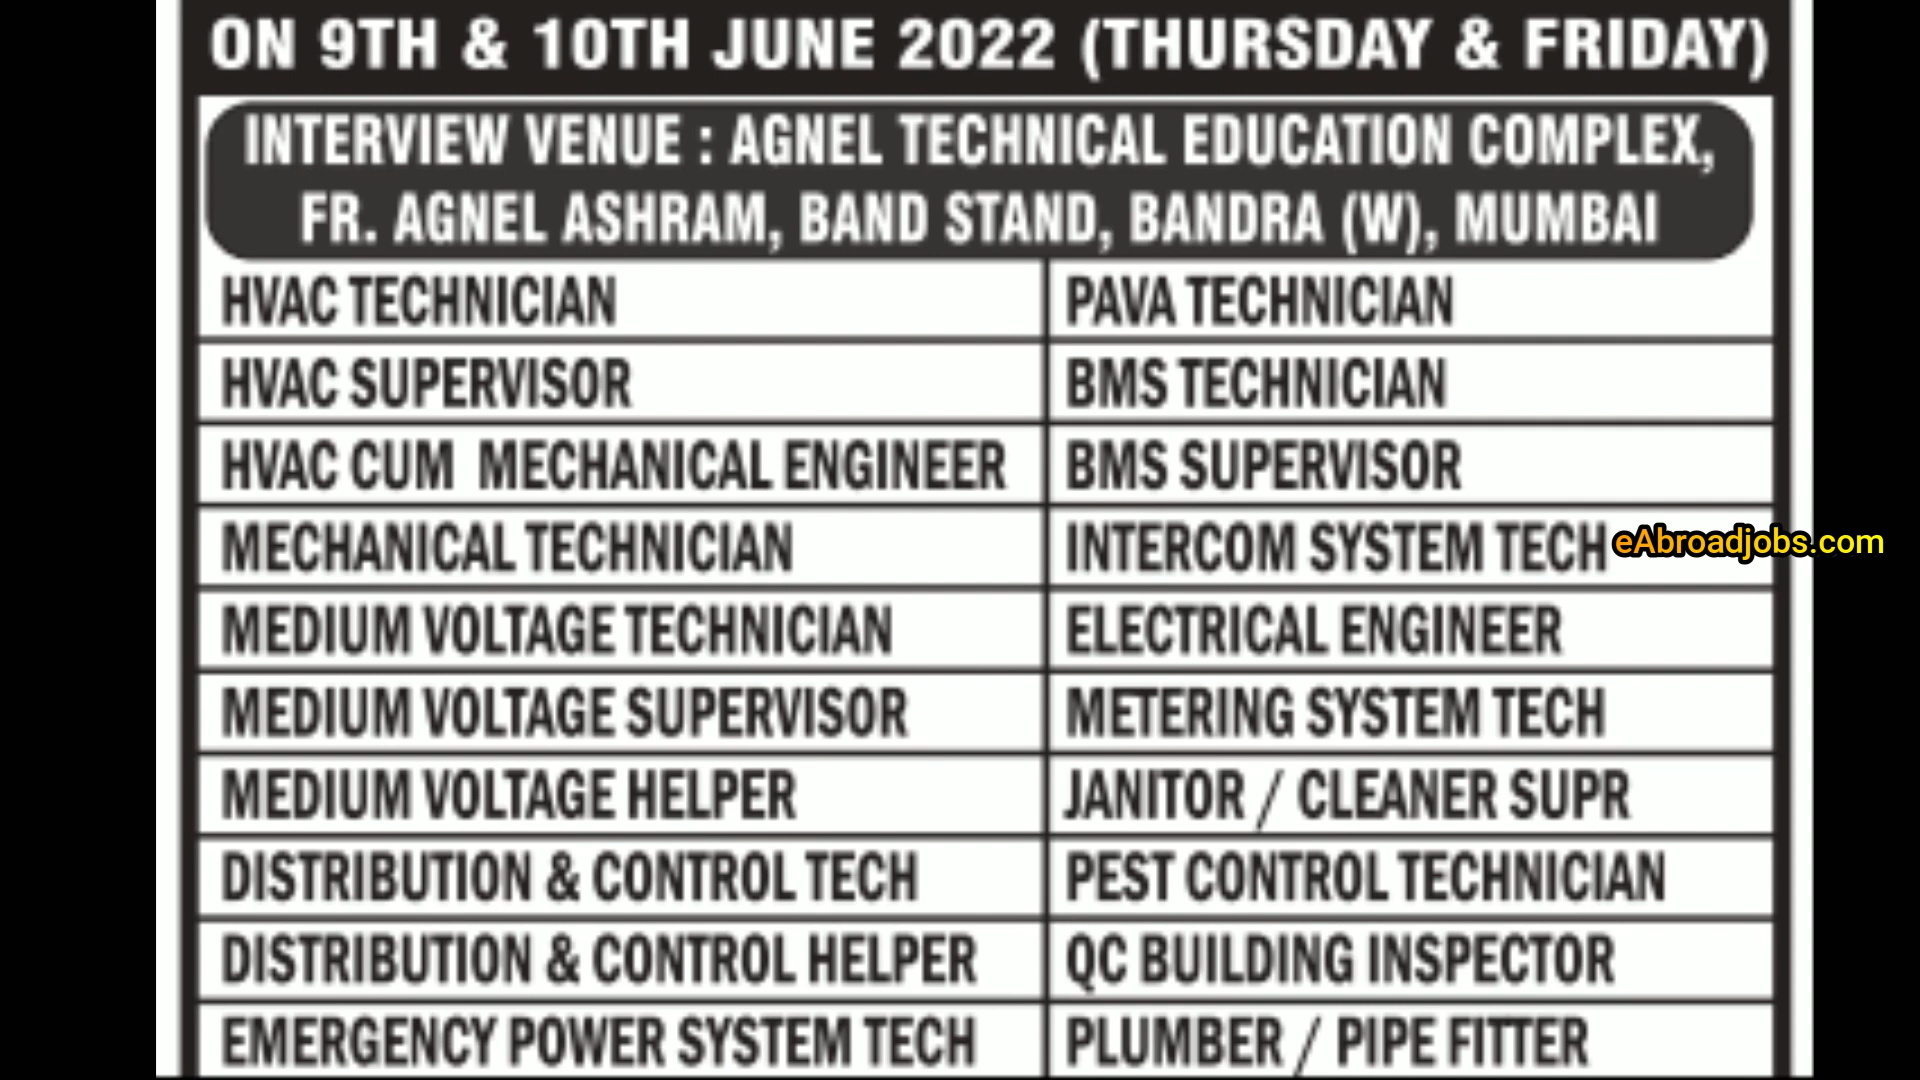 ON 9TH & 10TH JUNE 2022 (THURSDAY & FRIDAY)
INTERVIEW VENUE : AGNEL TECHNICAL EDUCATION COMPLEX,
FR. AGNEL ASHRAM, BAND STAND, BANDRA (W), MUMBAI
HVAC TECHNICIAN
PAVA TECHNICIAN
HVAC SUPERVISOR
BMS TECHNICIAN
HVAC CUM MECHANICAL ENGINEER
BMS SUPERVISOR
MECHANICAL TECHNICIAN
INTERCOM SYSTEM TECH
eAbroadjobs.com
MEDIUM VOLTAGE TECHNICIAN
ELECTRICAL ENGINEER
MEDIUM VOLTAGE SUPERVISOR
METERING SYSTEM TECH
MEDIUM VOLTAGE HELPER
JANITOR / CLEANER SUPR
DISTRIBUTION & CONTROL TECH
PEST CONTROL TECHNICIAN
DISTRIBUTION & CONTROL HELPER
QC BUILDING INSPECTOR
EMERGENCY POWER SYSTEM TECH
PLUMBER / PIPE FITTER